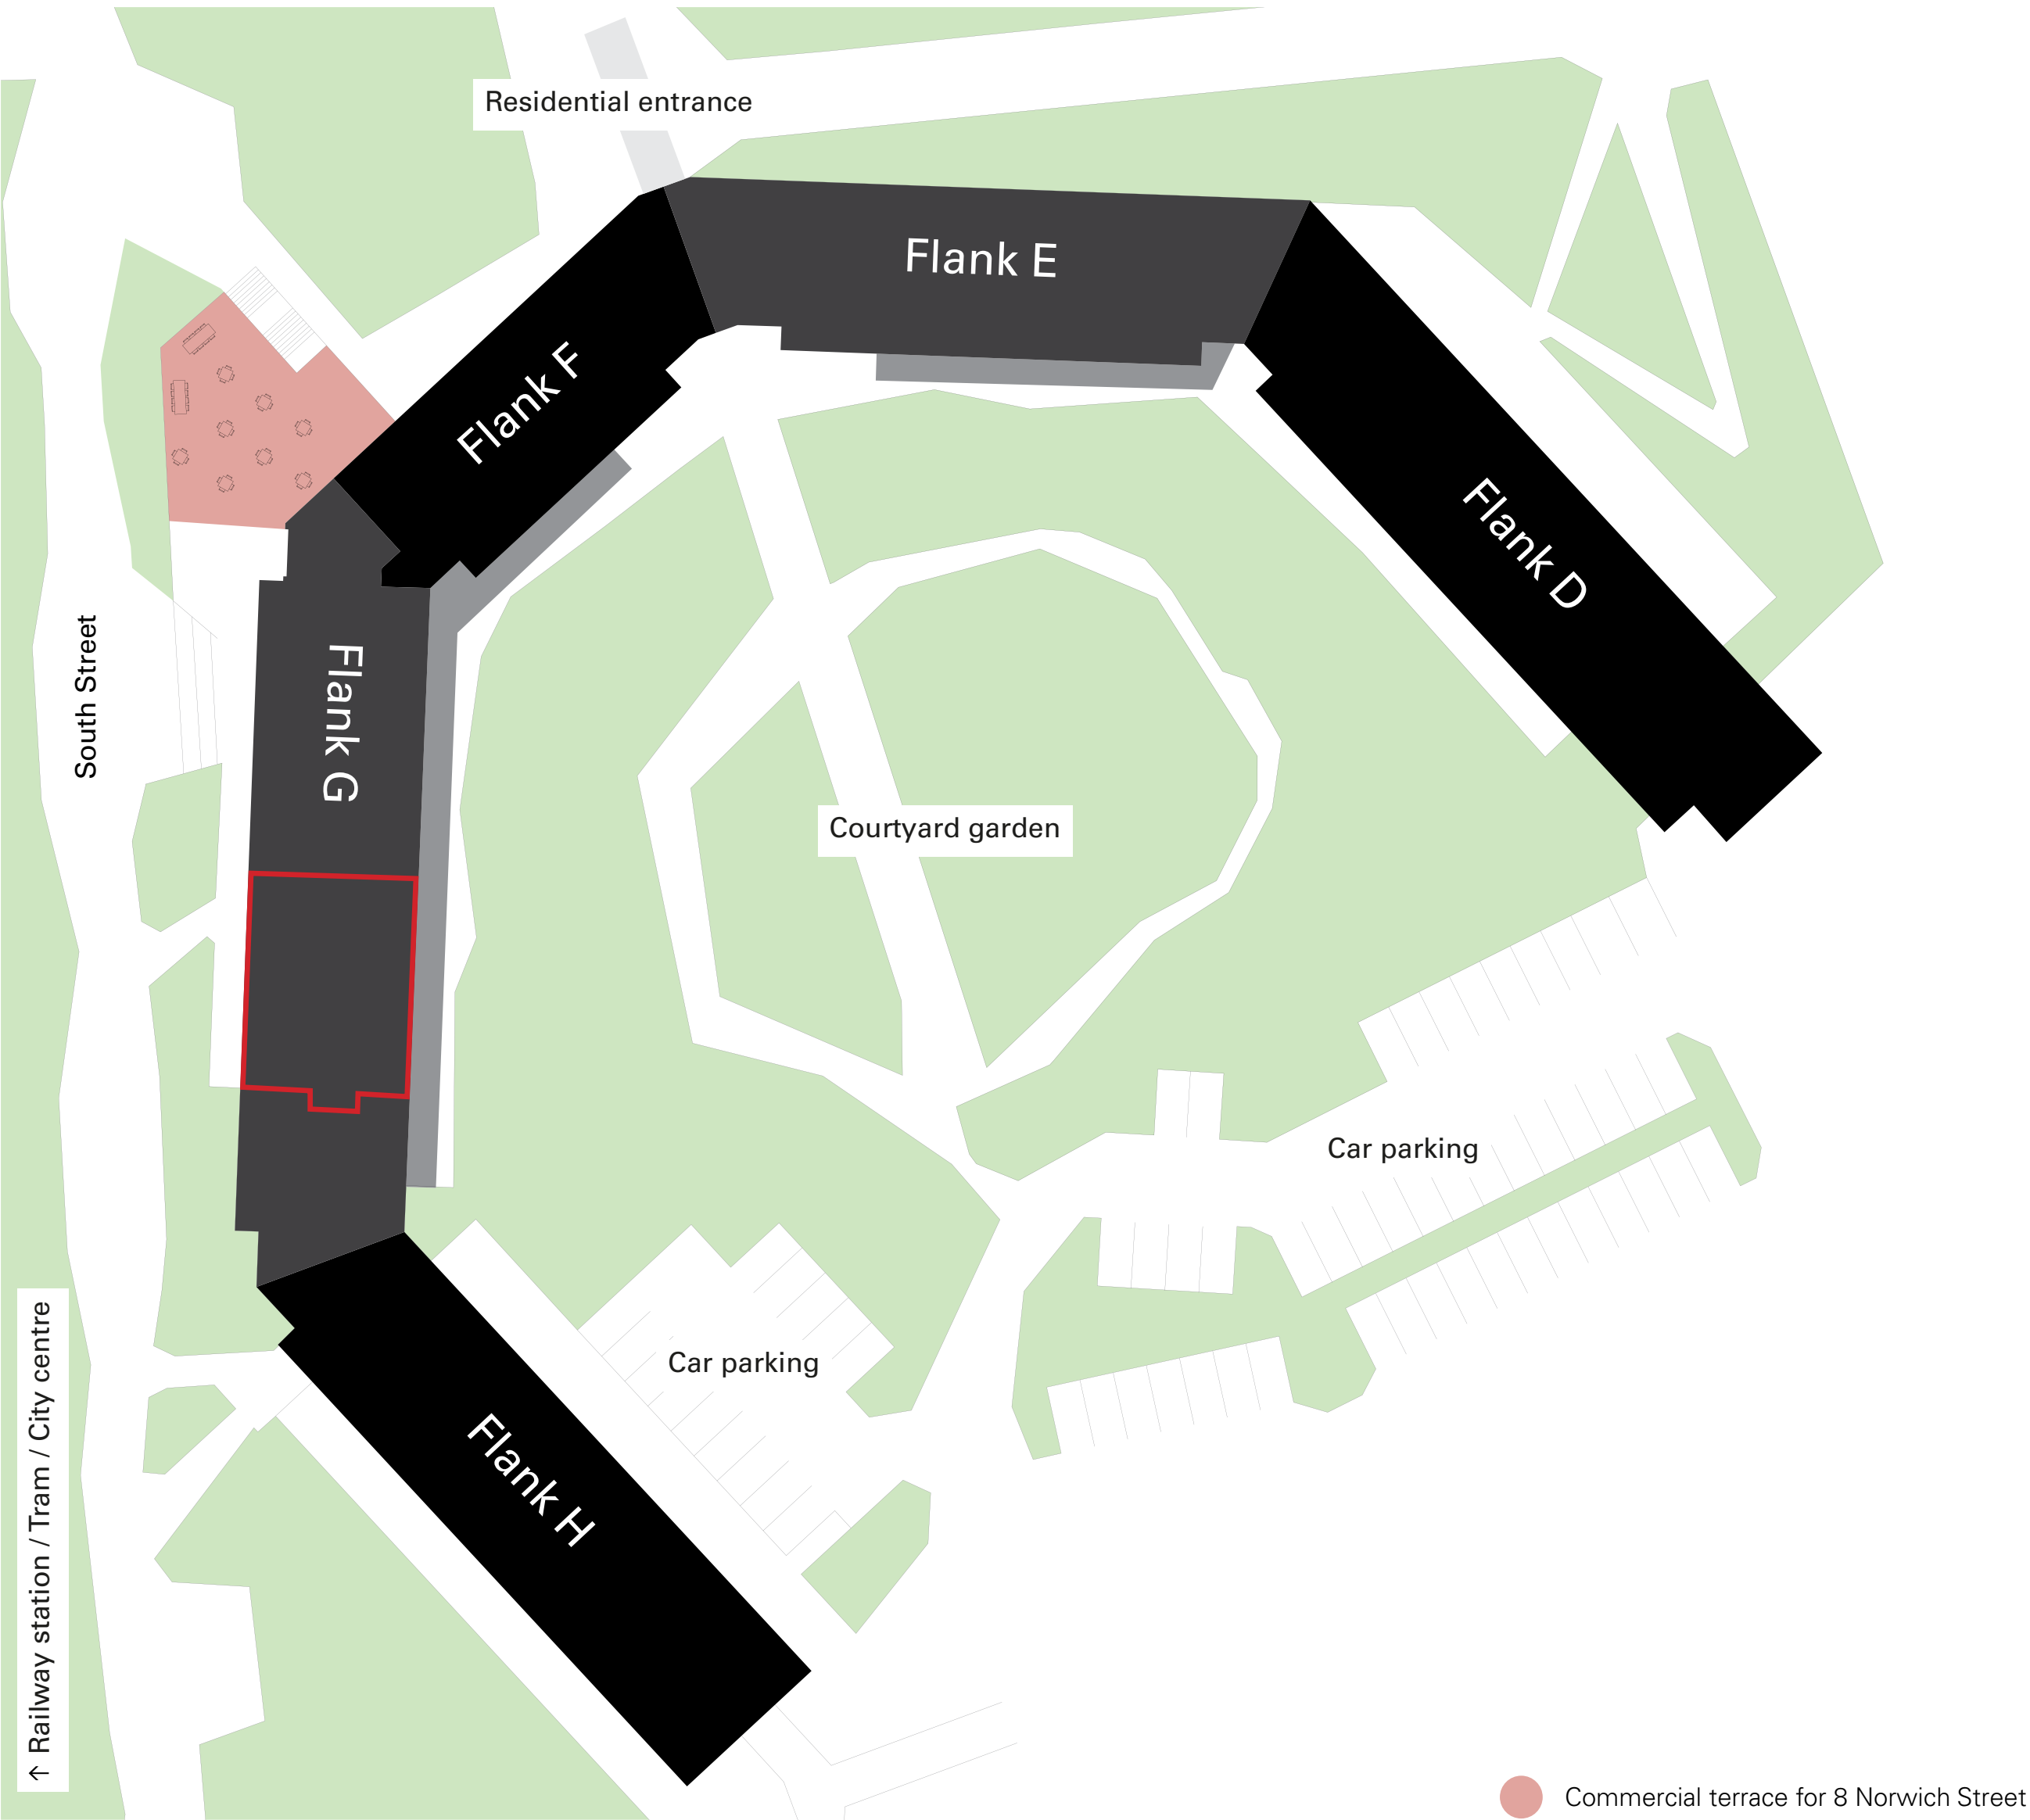 Residential entrance
Flank E
Flank F
Flank D
South Street
Flank G
Courtyard garden
Car parking
Car parking
Flank H
↑ Railway station / Tram / City centre
Commercial terrace for 8 Norwich Street